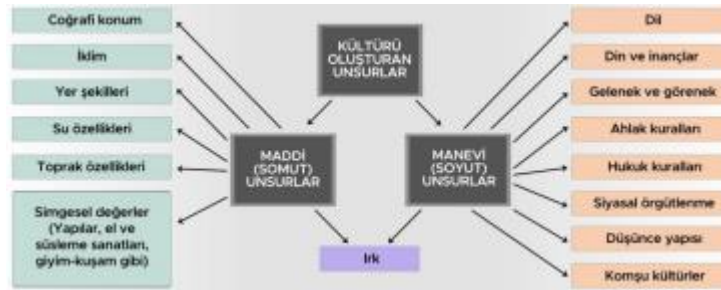 KÜLTÜRÜ
OLUŞTURAN
UNSURLAR
MADDİ
(SOMUT)
UNSURLAR
Coğrafi konum
İklim
Yer şekilleri
Su özellikleri
Toprak özellikleri
Simgesel değerler
(Yapılar, el ve
süsleme sanatları,
giyim-kuşam gibi)
MANEVİ
(SOYUT)
UNSURLAR
Dil
Din ve inançlar
Gelenek ve görenek
Ahlak kuralları
Hukuk kuralları
Siyasal örgütlenme
Düşünce yapısı
Komşu kültürler
Irk